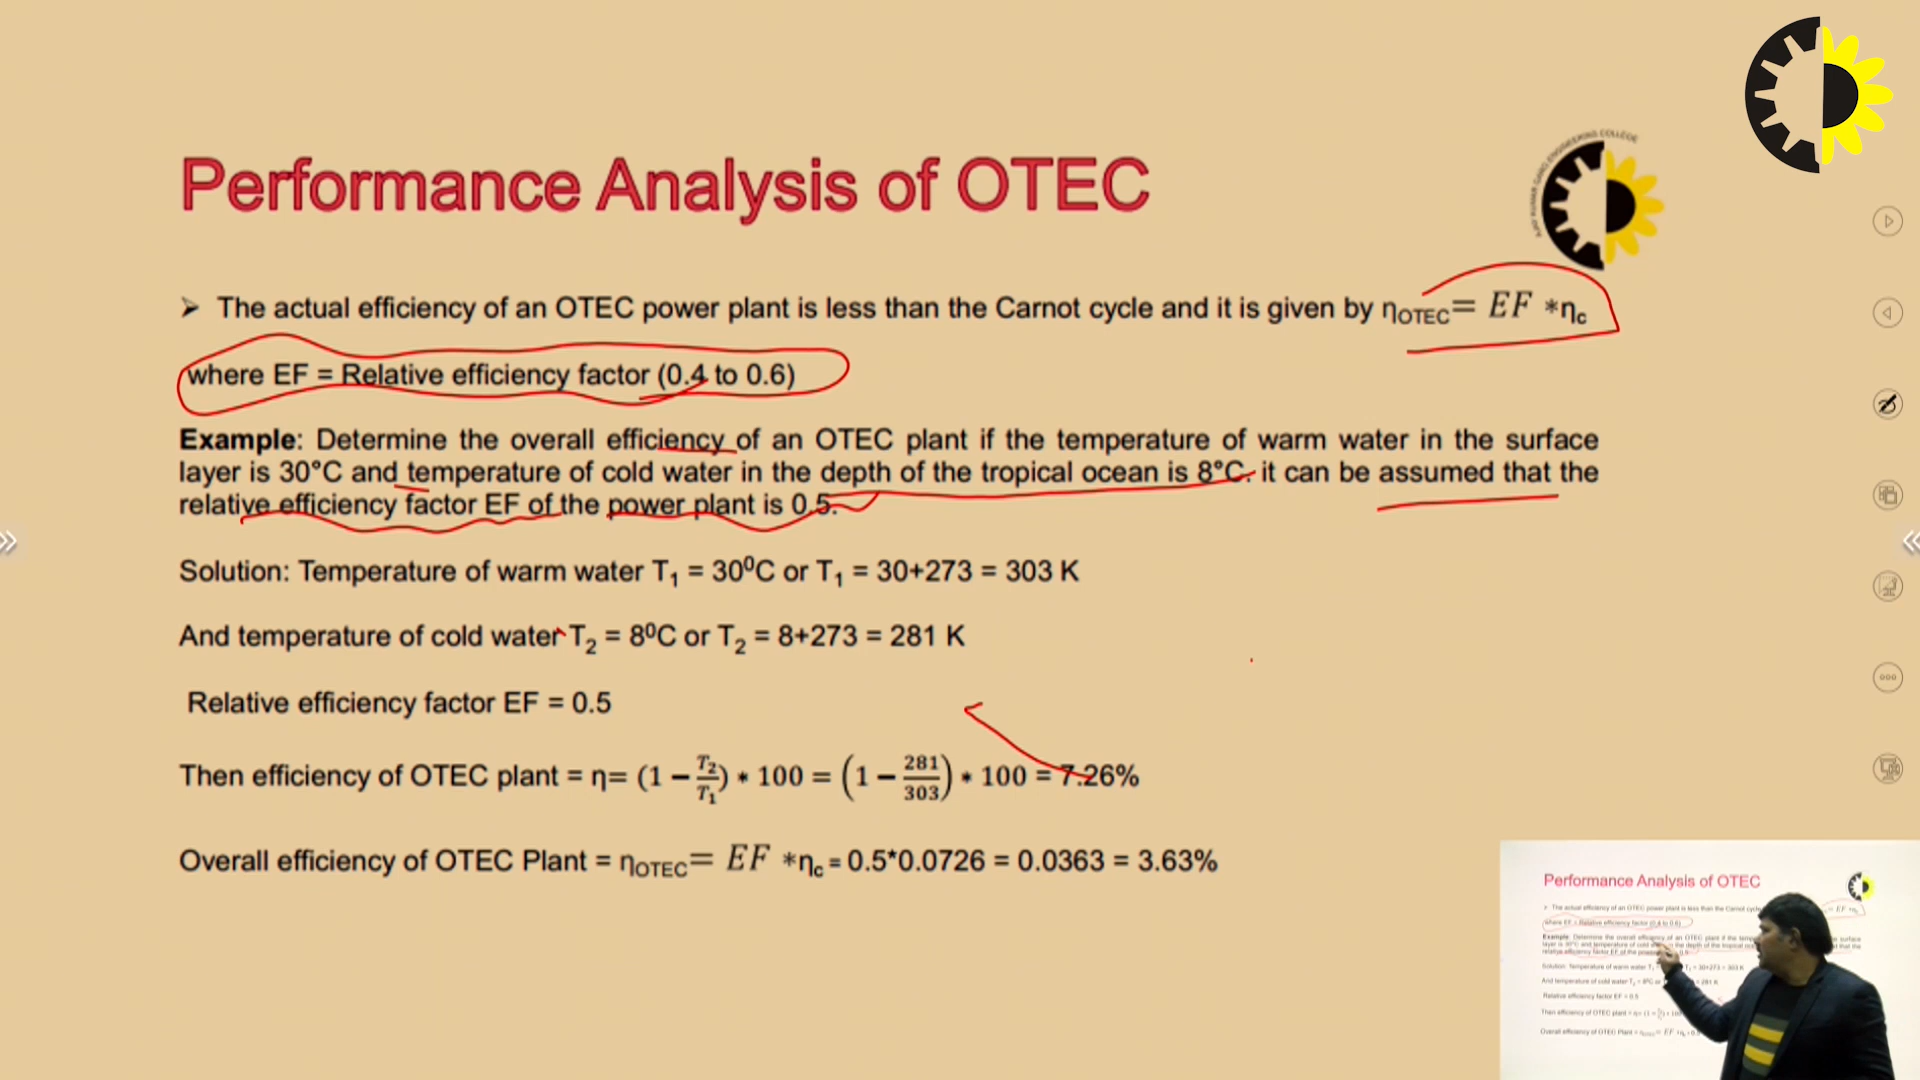 Performance Analysis of OTEC
➤ The actual efficiency of an OTEC power plant is less than the Carnot cycle and it is given by ηOTEC= EF *ηc
where EF = Relative efficiency factor (0.4 to 0.6)
Example: Determine the overall efficiency of an OTEC plant if the temperature of warm water in the surface
layer is 30°C and temperature of cold water in the depth of the tropical ocean is 8°C. it can be assumed that the
relative efficiency factor EF of the power plant is 0.5.
Solution: Temperature of warm water T₁ = 30⁰C or T₁ = 30+273 = 303 K
And temperature of cold water T₂ = 8⁰C or T₂ = 8+273 = 281 K
Relative efficiency factor EF = 0.5
Then efficiency of OTEC plant = η= (1 − T₂/T₁) * 100 = (1 − 281/303) * 100 = 7.26%
Overall efficiency of OTEC Plant = ηOTEC= EF *ηc = 0.5*0.0726 = 0.0363 = 3.63%
Performance Analysis of OTEC